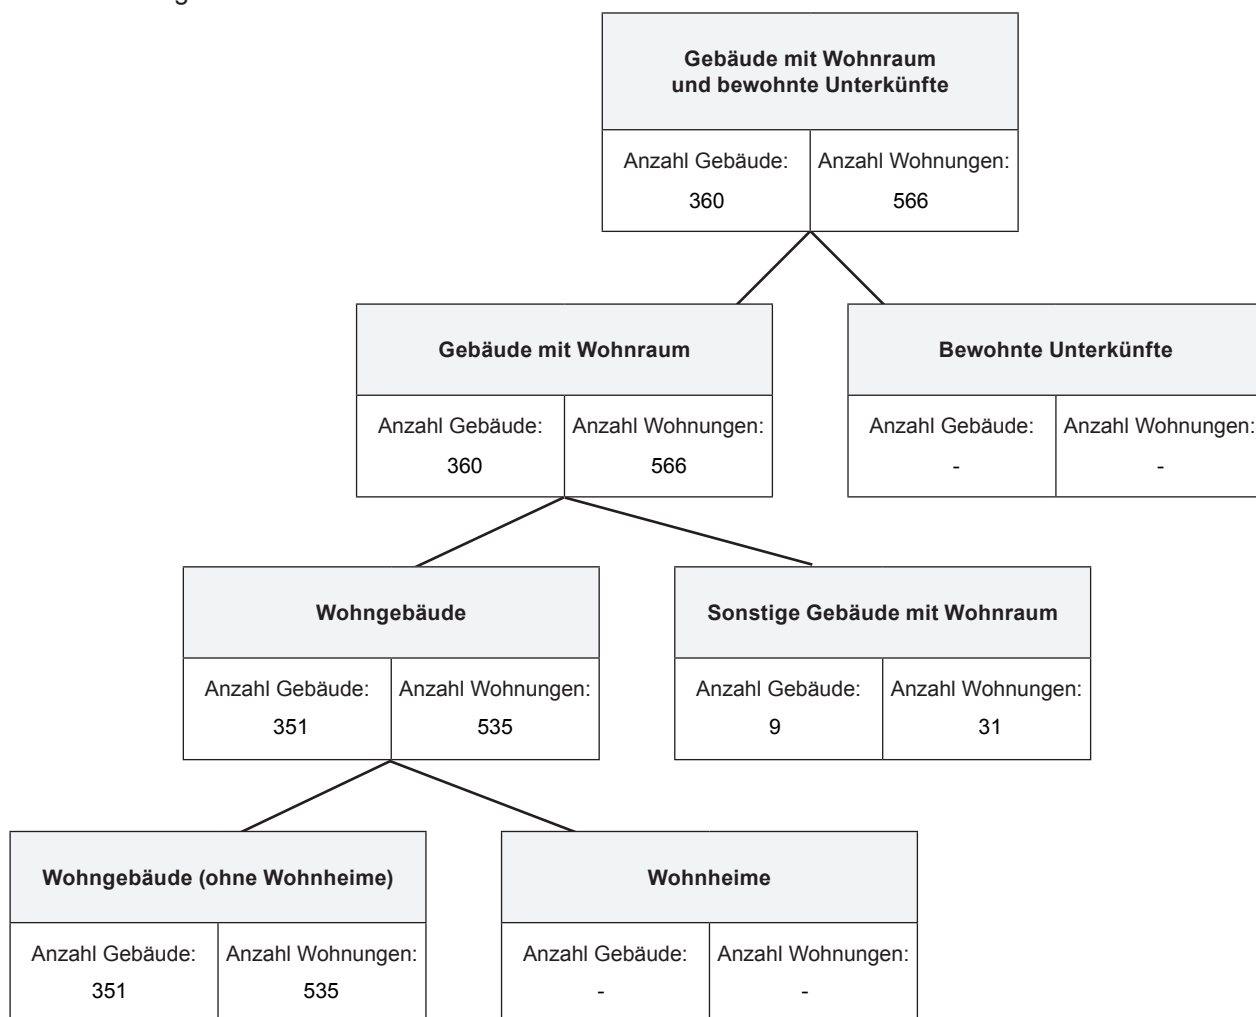 Gebäude mit Wohnraum
und bewohnte Unterkünfte
Anzahl Gebäude: Anzahl Wohnungen:
360 566
Gebäude mit Wohnraum
Anzahl Gebäude: Anzahl Wohnungen:
360 566
Bewohnte Unterkünfte
Anzahl Gebäude: Anzahl Wohnungen:
- -
Wohngebäude
Anzahl Gebäude: Anzahl Wohnungen:
351 535
Sonstige Gebäude mit Wohnraum
Anzahl Gebäude: Anzahl Wohnungen:
9 31
Wohngebäude (ohne Wohnheime)
Anzahl Gebäude: Anzahl Wohnungen:
351 535
Wohnheime
Anzahl Gebäude: Anzahl Wohnungen:
- -